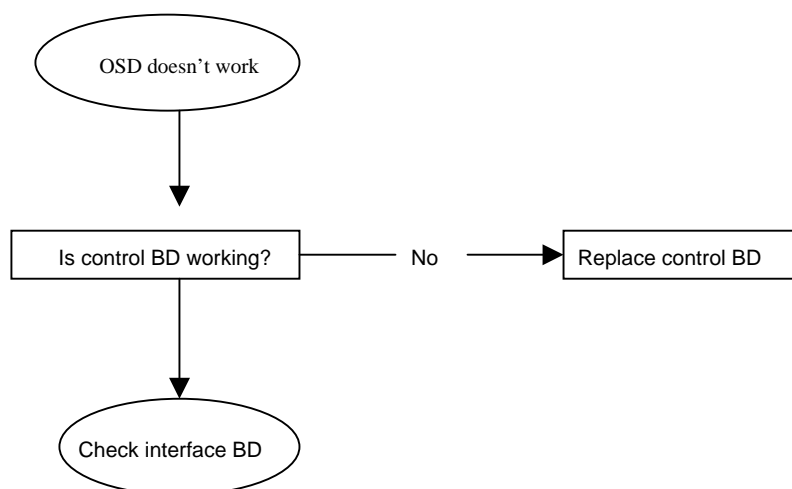 OSD doesn’t work
Is control BD working?
No
Replace control BD
Check interface BD